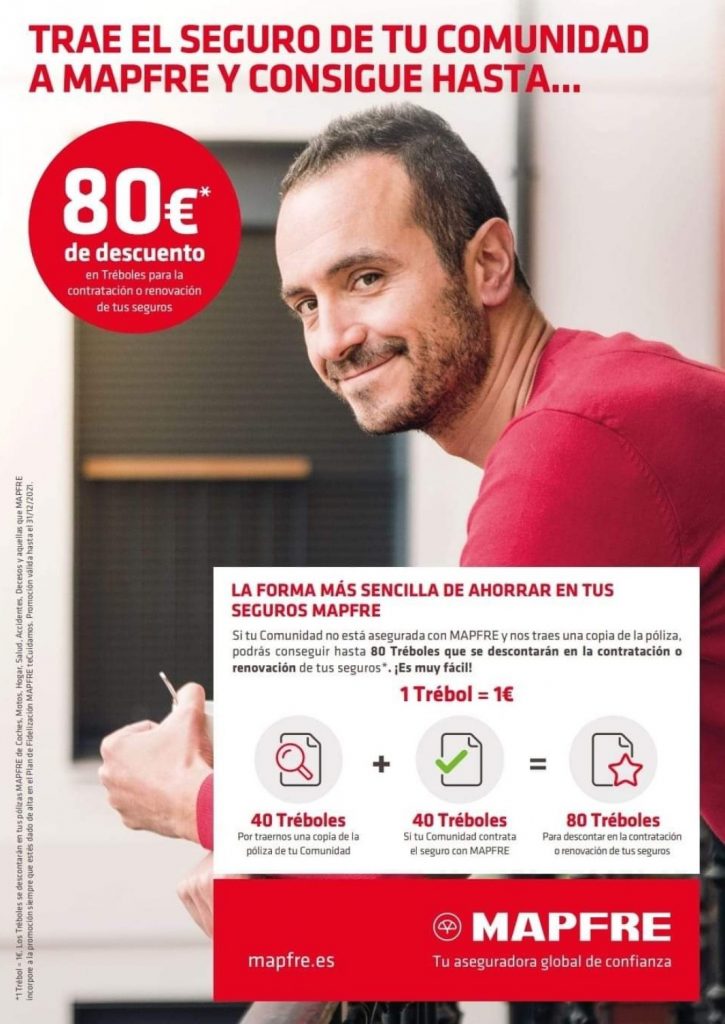 TRAE EL SEGURO DE TU COMUNIDAD
A MAPFRE Y CONSIGUE HASTA...
80€*
de descuento
en Tréboles para la
contratación o renovación
de tus seguros
LA FORMA MÁS SENCILLA DE AHORRAR EN TUS
SEGUROS MAPFRE
Si tu Comunidad no está asegurada con MAPFRE y nos traes una copia de la póliza,
podrás conseguir hasta 80 Tréboles que se descontarán en la contratación o
renovación de tus seguros*. ¡Es muy fácil!
1 Trébol = 1€
+
=
40 Tréboles
Por traernos una copia de la
póliza de tu Comunidad
40 Tréboles
Si tu Comunidad contrata
el seguro con MAPFRE
80 Tréboles
Para descontar en la contratación
o renovación de tus seguros
mapfre.es
MAPFRE
Tu aseguradora global de confianza
*1 Trébol = 1€. Los Tréboles se descontarán en tus pólizas MAPFRE de Coches, Motos, Hogar, Salud, Accidentes, Decesos y aquellas que MAPFRE
incorpore a la promoción siempre que estés dado de alta en el Plan de Fidelización MAPFRE teCuidamos. Promoción válida hasta el 31/12/2021.